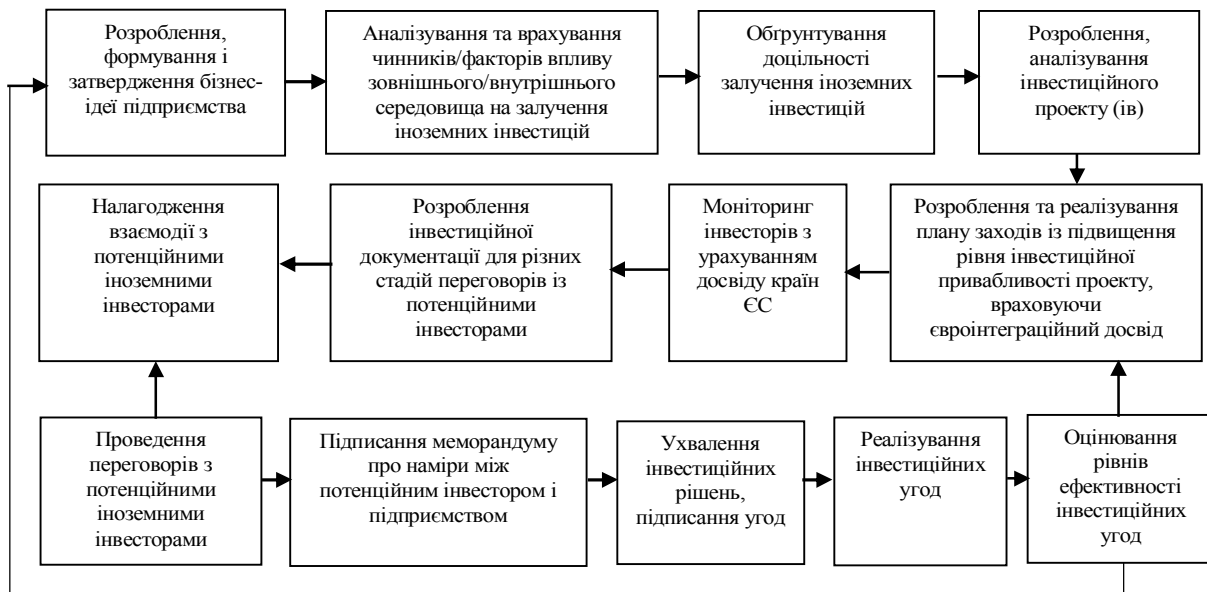 Розроблення,
формування і
затвердження бізнес-
ідеї підприємства
Аналізування та врахування
чинників/факторів впливу
зовнішнього/внутрішнього
середовища на залучення
іноземних інвестицій
Обґрунтування
доцільності
залучення іноземних
інвестицій
Розроблення,
аналізування
інвестиційного
проекту (ів)
Налагодження
взаємодії з
потенційними
іноземними
інвесторами
Розроблення
інвестиційної
документації для різних
стадій переговорів із
потенційними
інвесторами
Моніторинг
інвесторів з
урахуванням
досвіду країн
ЄС
Розроблення та реалізування
плану заходів із підвищення
рівня інвестиційної
привабливості проекту,
враховуючи
євроінтеграційний досвід
Проведення
переговорів з
потенційними
іноземними
інвесторами
Підписання меморандуму
про наміри між
потенційним інвестором і
підприємством
Ухвалення
інвестиційних
рішень,
підписання угод
Реалізування
інвестиційних
угод
Оцінювання
рівнів
ефективності
інвестиційних
угод